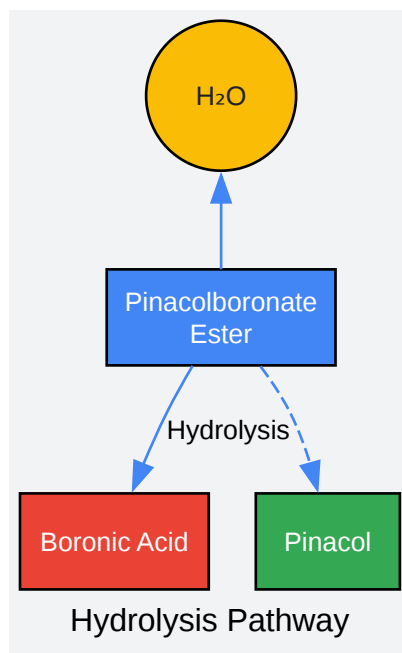 H₂O
Pinacolboronate
Ester
Hydrolysis
Boronic Acid
Pinacol
Hydrolysis Pathway